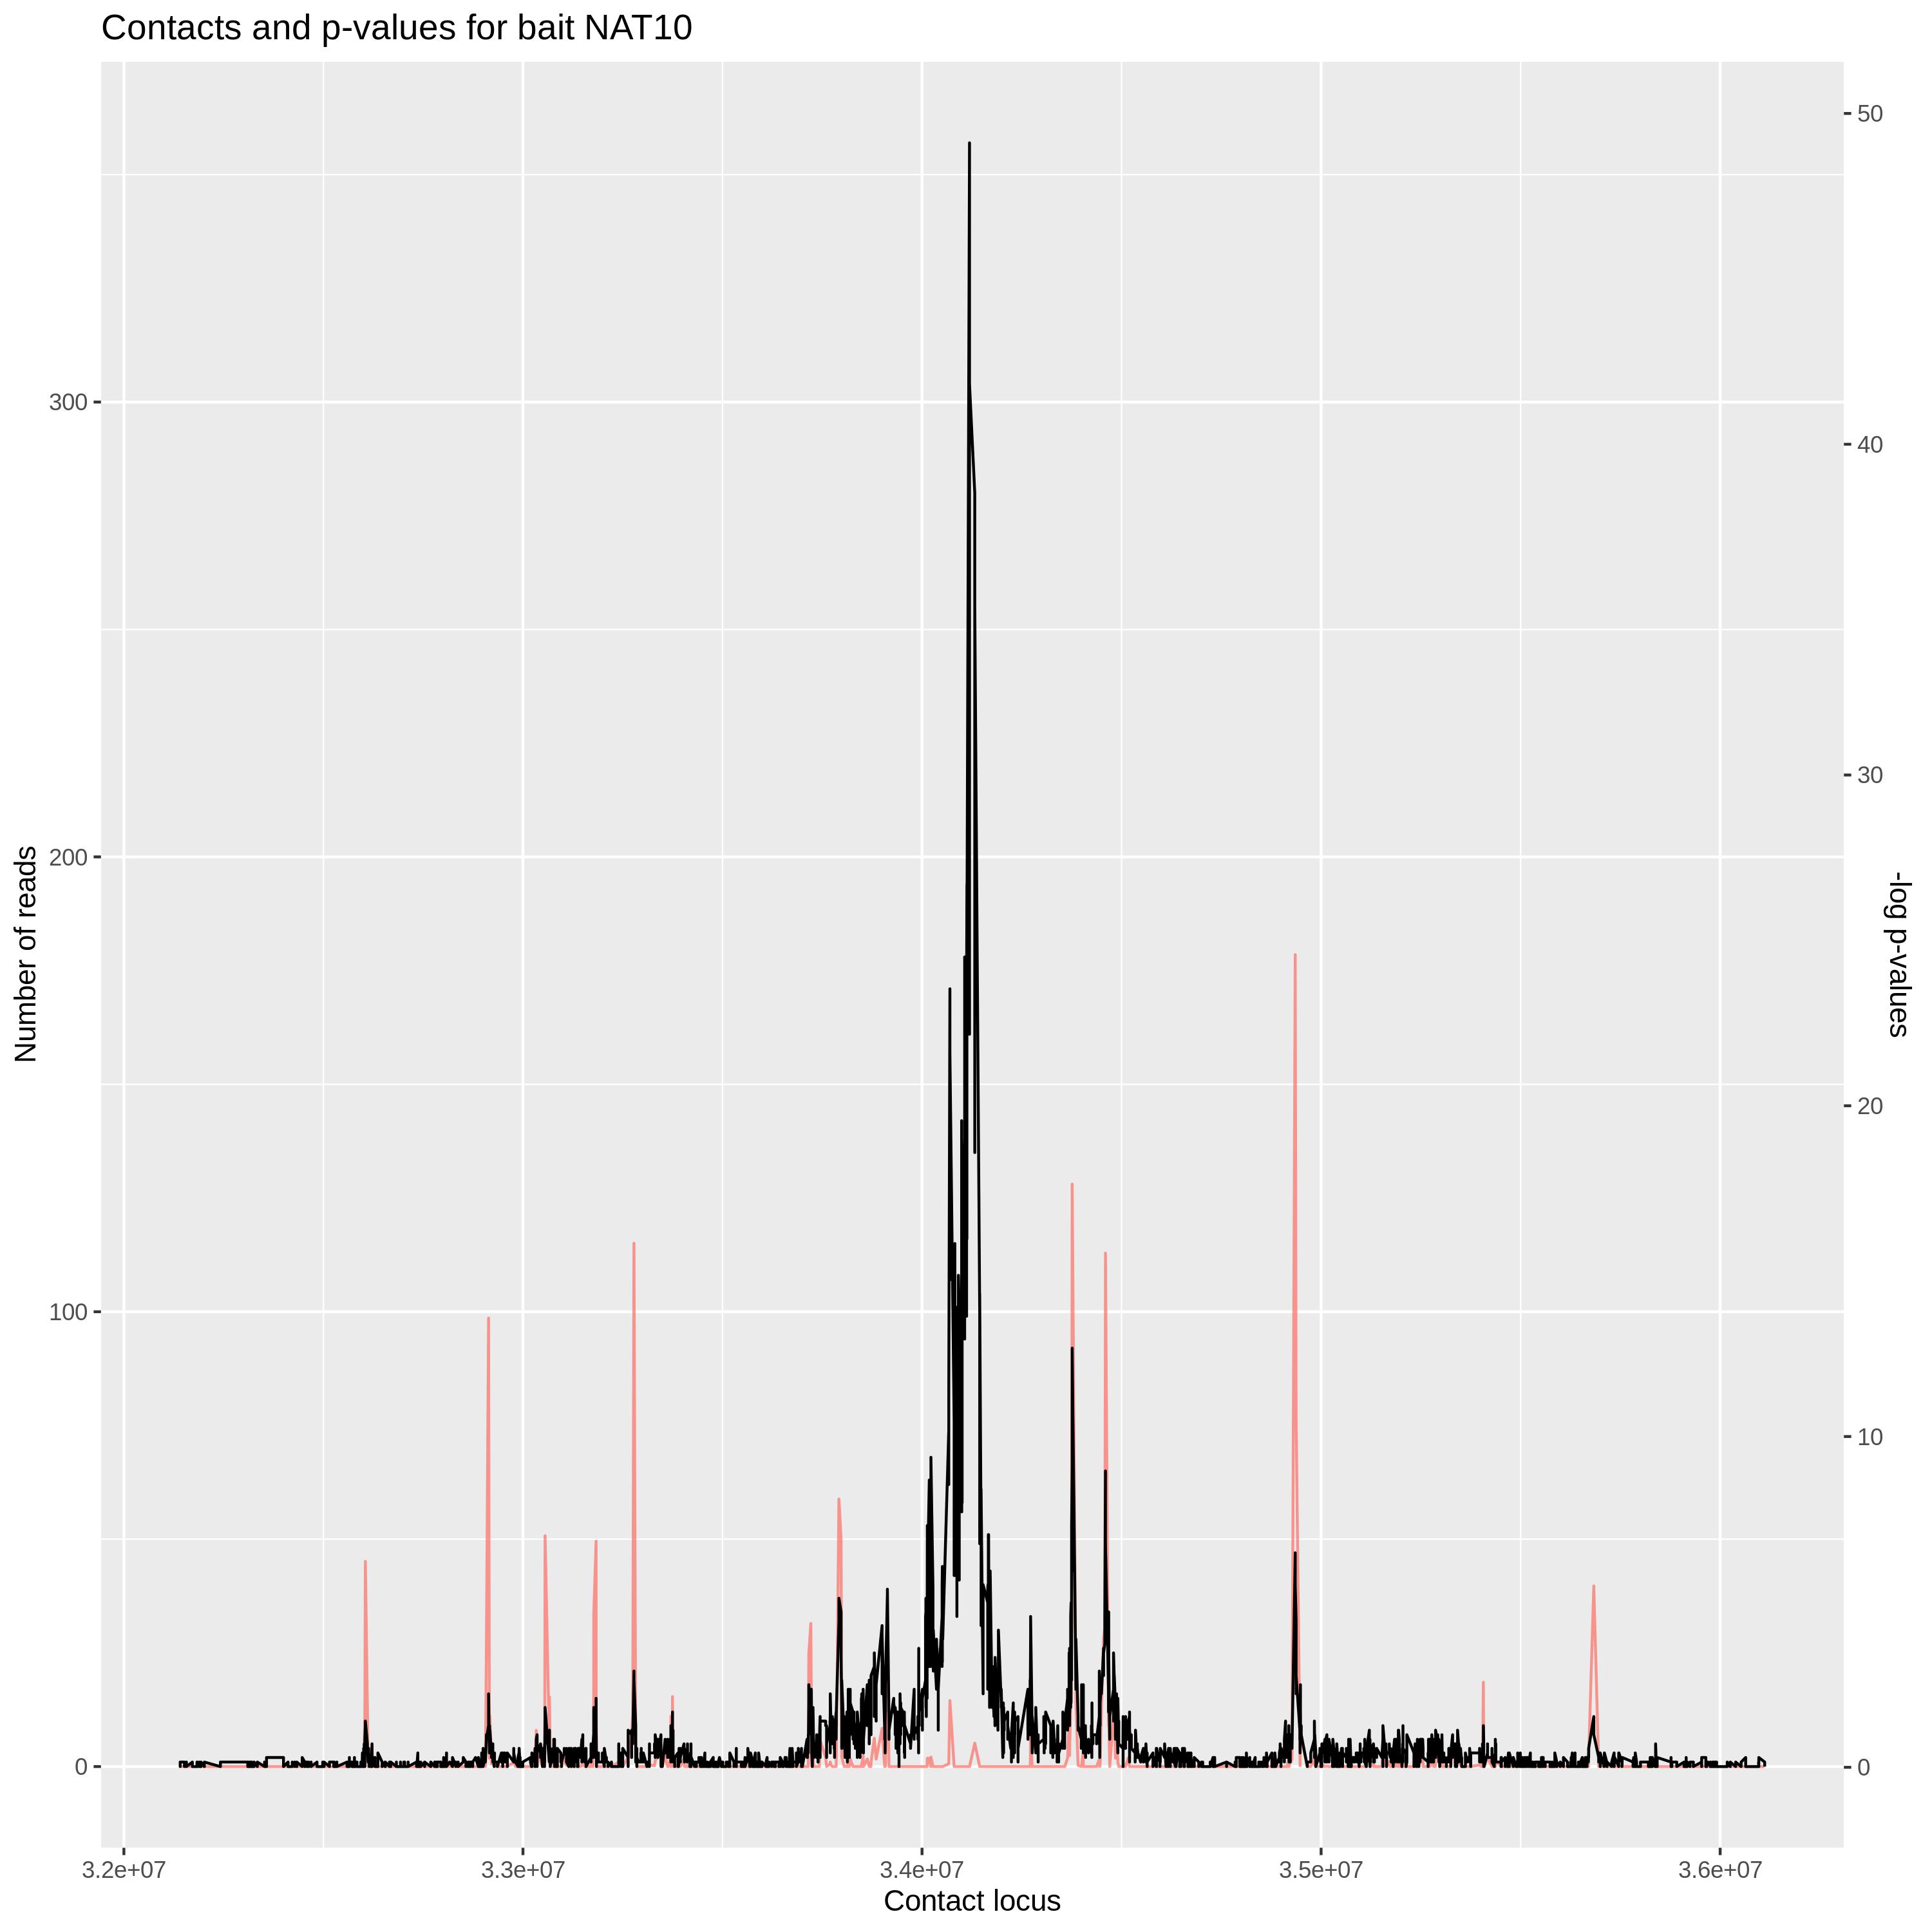 Contacts and p-values for bait NAT10
Number of reads
300
200
100
0
50
40
30
20
10
0
-log p-values
3.2e+07
3.3e+07
3.4e+07
3.5e+07
3.6e+07
Contact locus